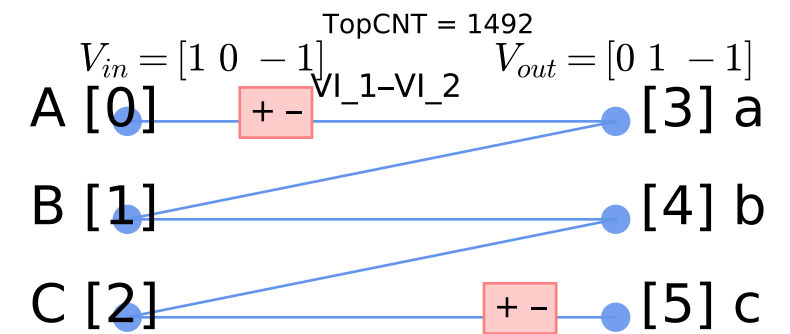 TopCNT = 1492
V_in = [1 0 −1] V_out = [0 1 −1]
VI_1–VI_2
A [0] + − [3] a
B [1] [4] b
C [2] + − [5] c